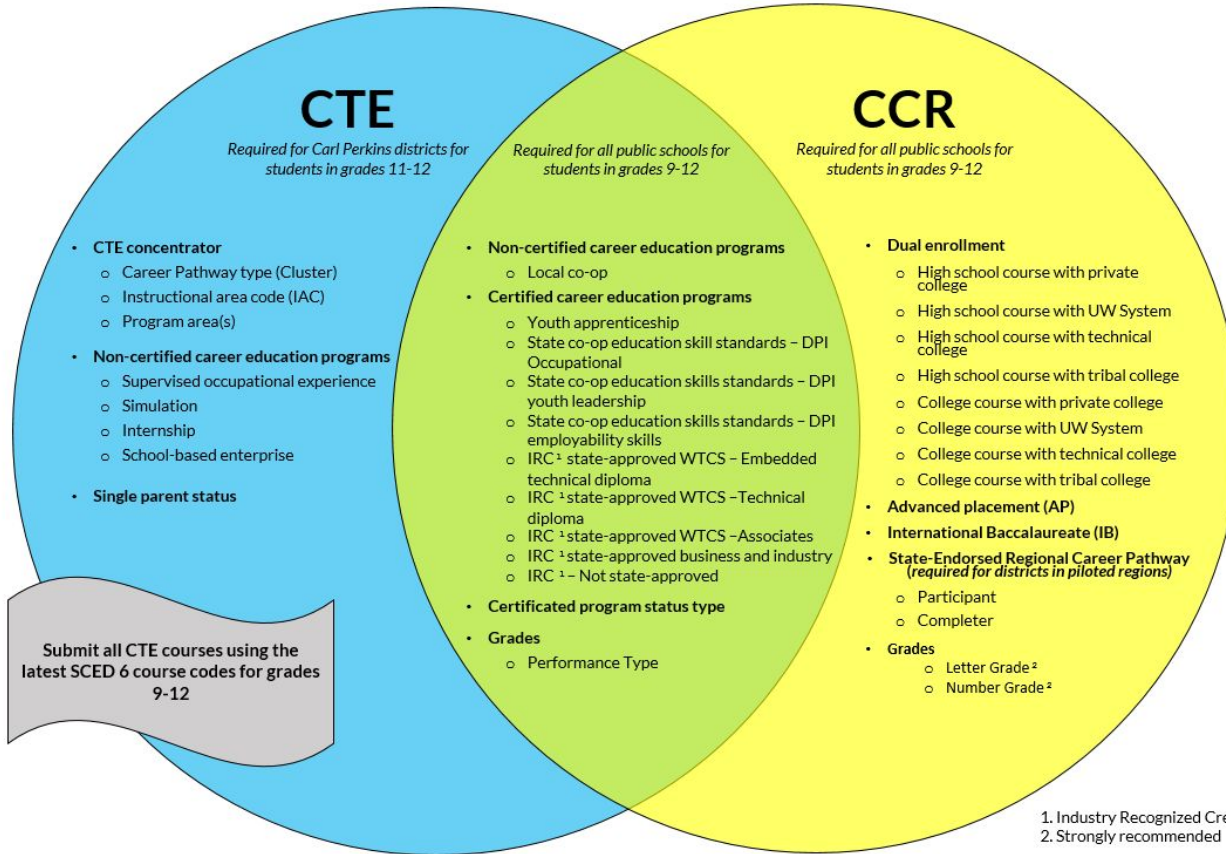 CTE
Required for Carl Perkins districts for
students in grades 11-12
• CTE concentrator
o Career Pathway type (Cluster)
o Instructional area code (IAC)
o Program area(s)
• Non-certified career education programs
o Supervised occupational experience
o Simulation
o Internship
o School-based enterprise
• Single parent status
Submit all CTE courses using the
latest SCED 6 course codes for grades
9-12
Required for all public schools for
students in grades 9-12
• Non-certified career education programs
o Local co-op
• Certified career education programs
o Youth apprenticeship
o State co-op education skill standards – DPI
Occupational
o State co-op education skills standards – DPI
youth leadership
o State co-op education skills standards – DPI
employability skills
o IRC ¹ state-approved WTCS – Embedded
technical diploma
o IRC ¹ state-approved WTCS –Technical
diploma
o IRC ¹ state-approved WTCS –Associates
o IRC ¹ state-approved business and industry
o IRC ¹ – Not state-approved
• Certificated program status type
• Grades
o Performance Type
CCR
Required for all public schools for
students in grades 9-12
• Dual enrollment
o High school course with private
college
o High school course with UW System
o High school course with technical
college
o High school course with tribal college
o College course with private college
o College course with UW System
o College course with technical college
o College course with tribal college
• Advanced placement (AP)
• International Baccalaureate (IB)
• State-Endorsed Regional Career Pathway
(required for districts in piloted regions)
o Participant
o Completer
• Grades
o Letter Grade ²
o Number Grade ²
1. Industry Recognized Cre
2. Strongly recommended